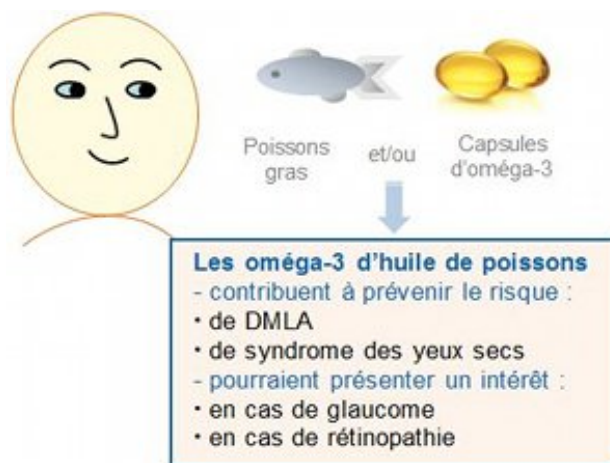 Poissons gras
et/ou
Capsules d'oméga-3
Les oméga-3 d'huile de poissons
- contribuent à prévenir le risque :
• de DMLA
• de syndrome des yeux secs
- pourraient présenter un intérêt :
• en cas de glaucome
• en cas de rétinopathie